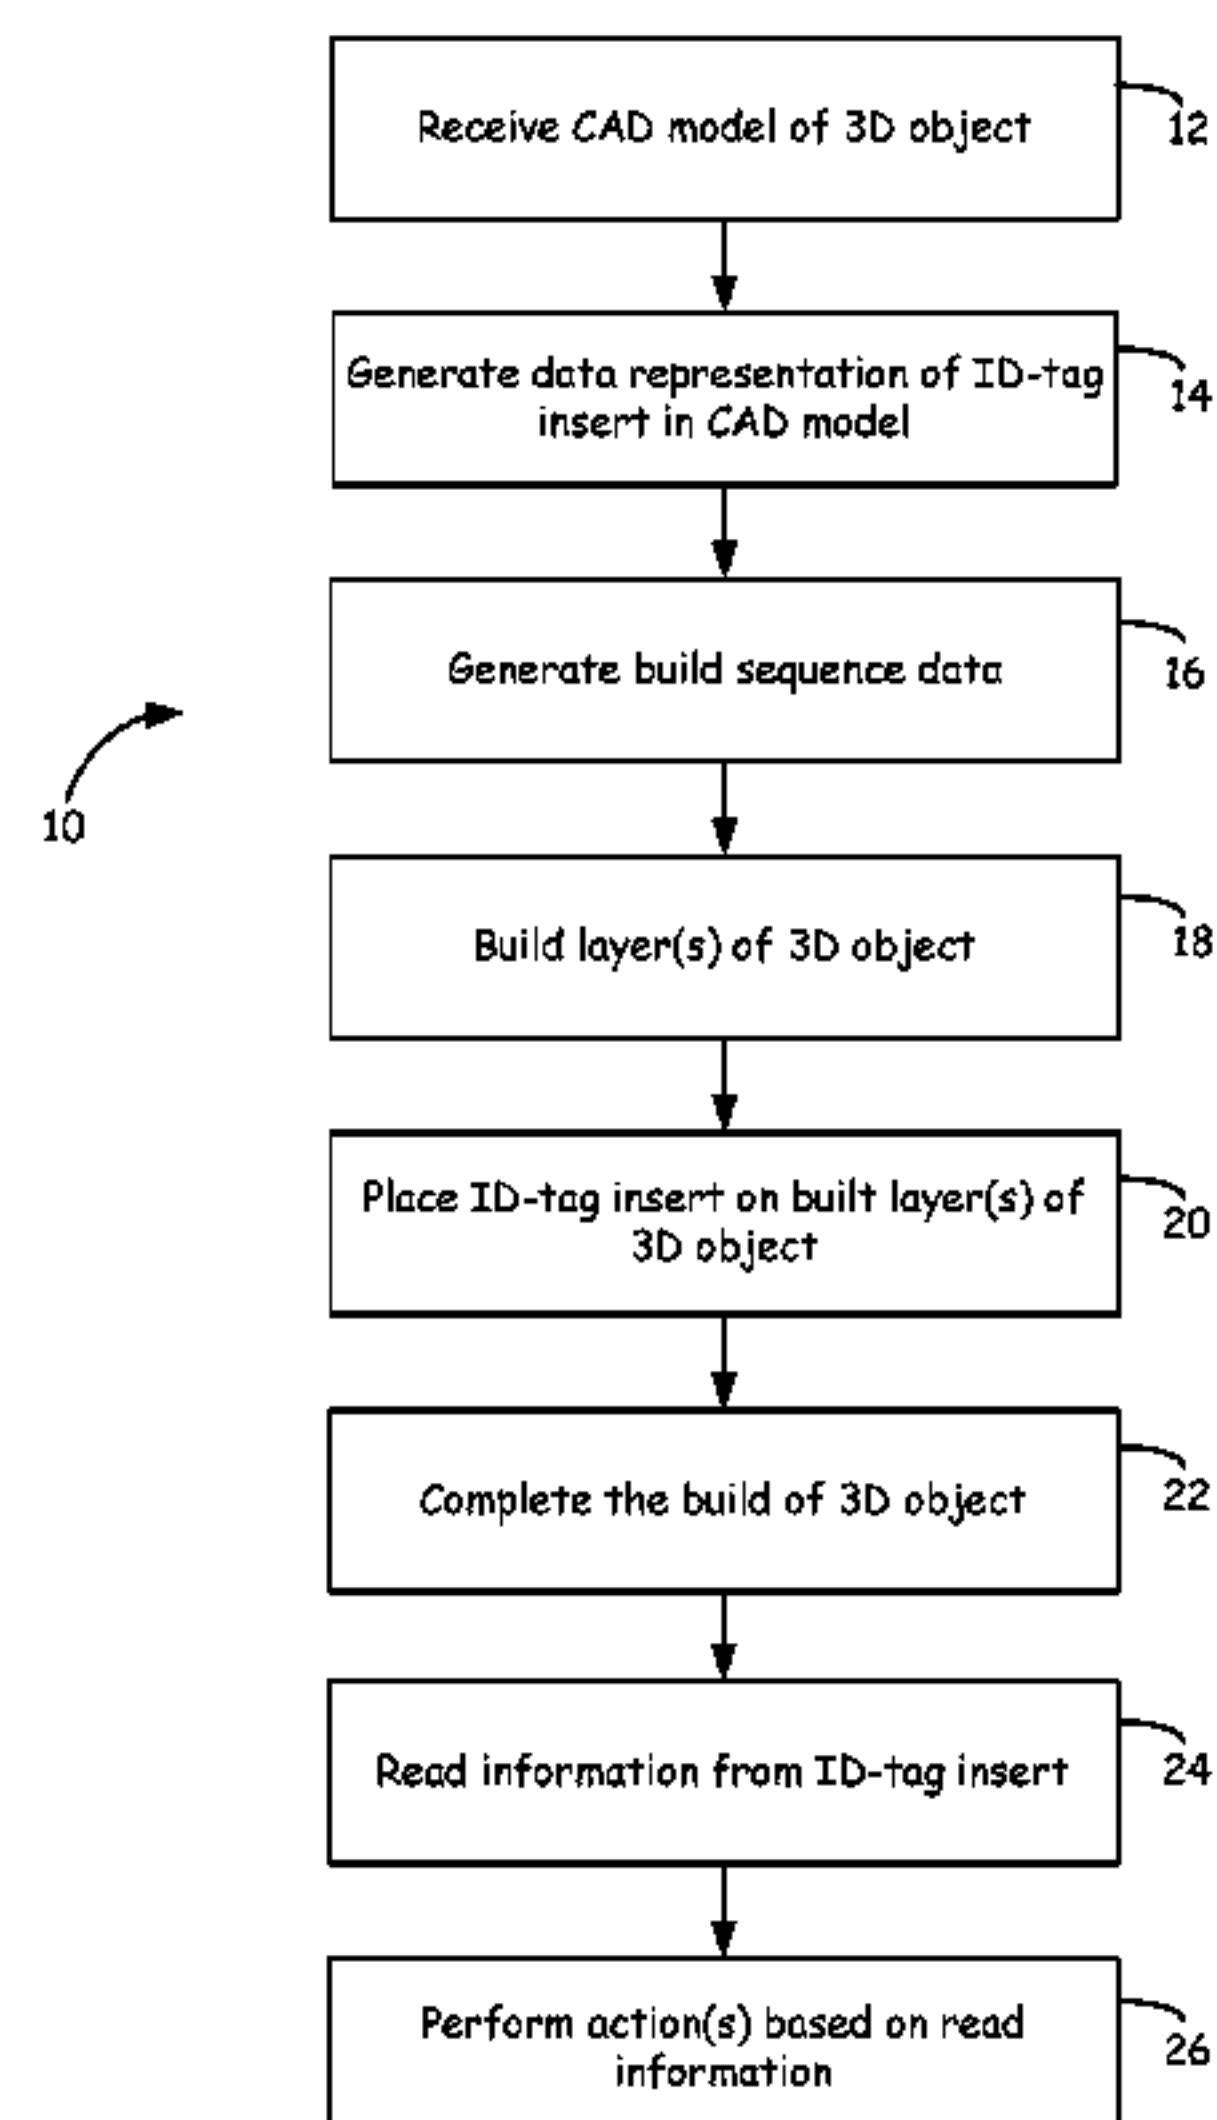 Receive CAD model of 3D object
12
Generate data representation of ID-tag
insert in CAD model
14
Generate build sequence data
16
10
Build layer(s) of 3D object
18
Place ID-tag insert on built layer(s) of
3D object
20
Complete the build of 3D object
22
Read information from ID-tag insert
24
Perform action(s) based on read
information
26